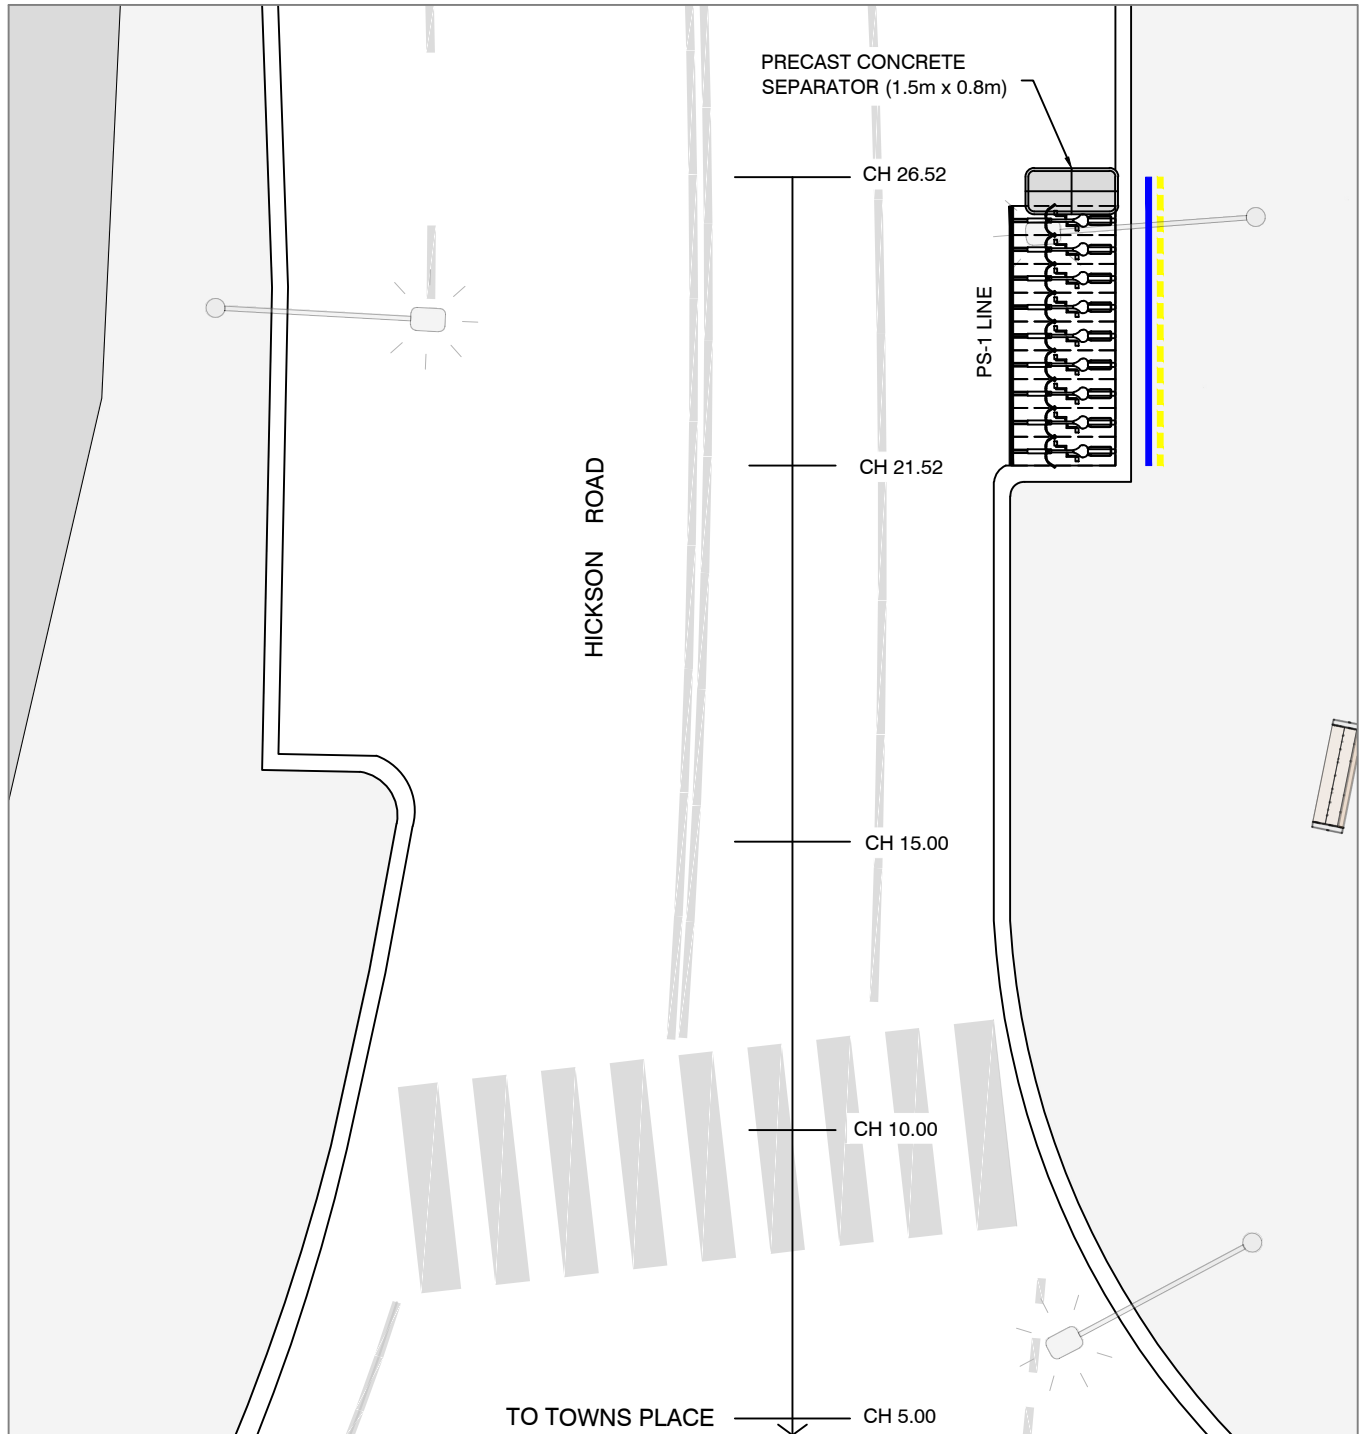 PRECAST CONCRETE
SEPARATOR (1.5m x 0.8m)
CH 26.52
PS-1 LINE
CH 21.52
HICKSON ROAD
CH 15.00
CH 10.00
TO TOWNS PLACE
CH 5.00